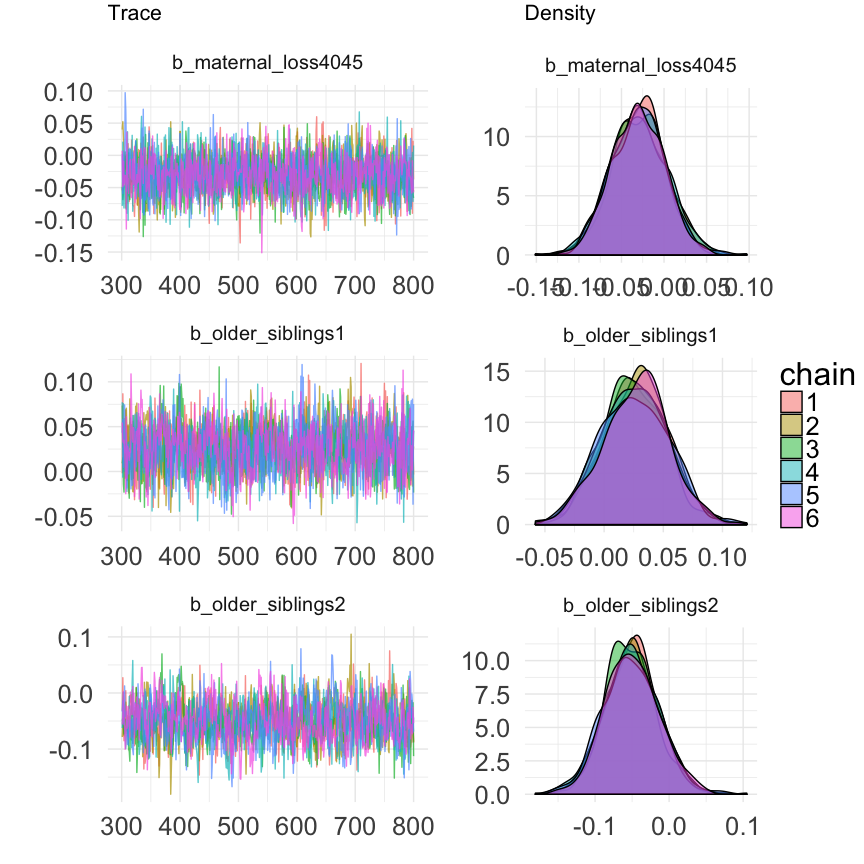 Trace
Density
b_maternal_loss4045
b_maternal_loss4045
0.10
0.05
0.00
-0.05
-0.10
-0.15
10
5
0
300 400 500 600 700 800
-0.15 -0.10 -0.05 0.00 0.05 0.10
b_older_siblings1
b_older_siblings1
0.10
0.05
0.00
-0.05
15
10
5
0
300 400 500 600 700 800
-0.05 0.00 0.05 0.10
chain
1
2
3
4
5
6
b_older_siblings2
b_older_siblings2
0.1
0.0
-0.1
10.0
7.5
5.0
2.5
0.0
300 400 500 600 700 800
-0.1 0.0 0.1